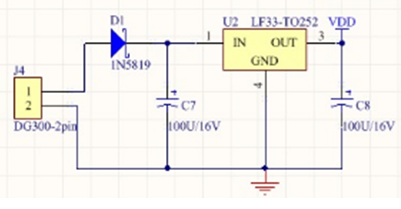 D1
U2 LF33-TO252
VDD
1N5819
1 IN OUT 3
GND
4
J4
1
2
DG300-2pin
C7
100U/16V
C8
100U/16V